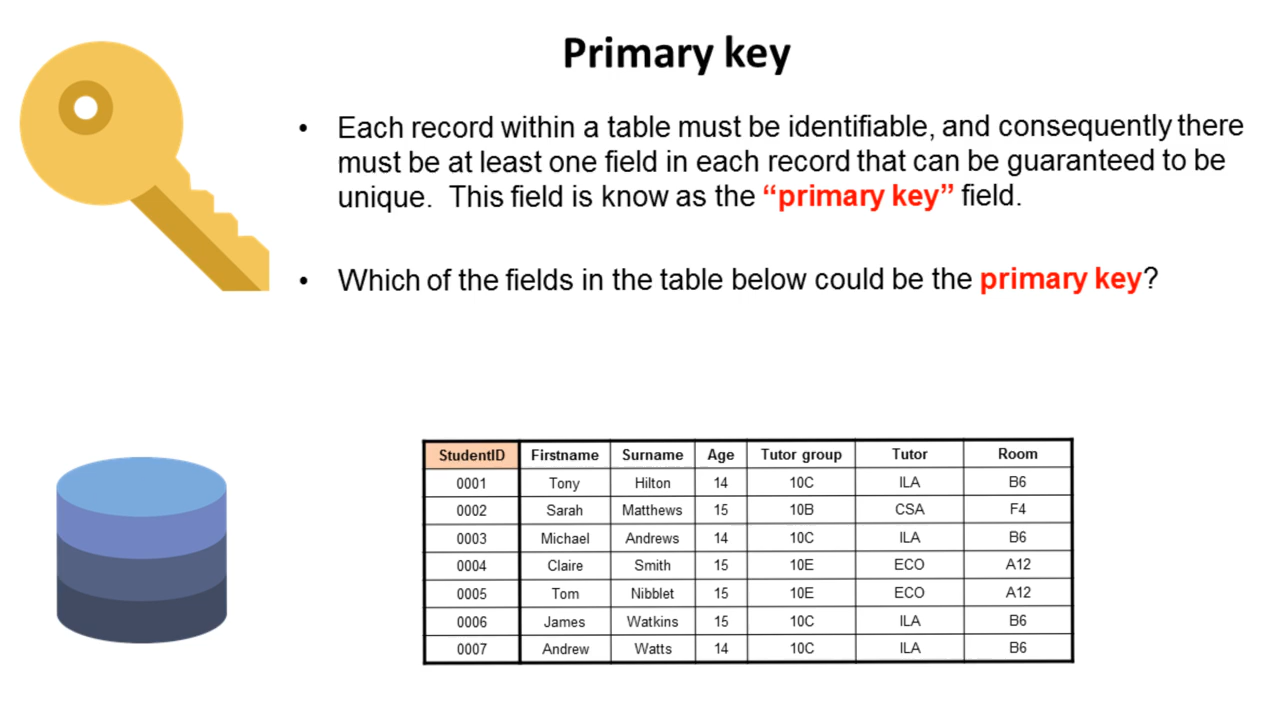 Primary key
• Each record within a table must be identifiable, and consequently there
must be at least one field in each record that can be guaranteed to be
unique. This field is know as the “primary key” field.
• Which of the fields in the table below could be the primary key?
StudentID Firstname Surname Age Tutor group Tutor Room
0001 Tony Hilton 14 10C ILA B6
0002 Sarah Matthews 15 10B CSA F4
0003 Michael Andrews 14 10C ILA B6
0004 Claire Smith 15 10E ECO A12
0005 Tom Nibblet 15 10E ECO A12
0006 James Watkins 15 10C ILA B6
0007 Andrew Watts 14 10C ILA B6